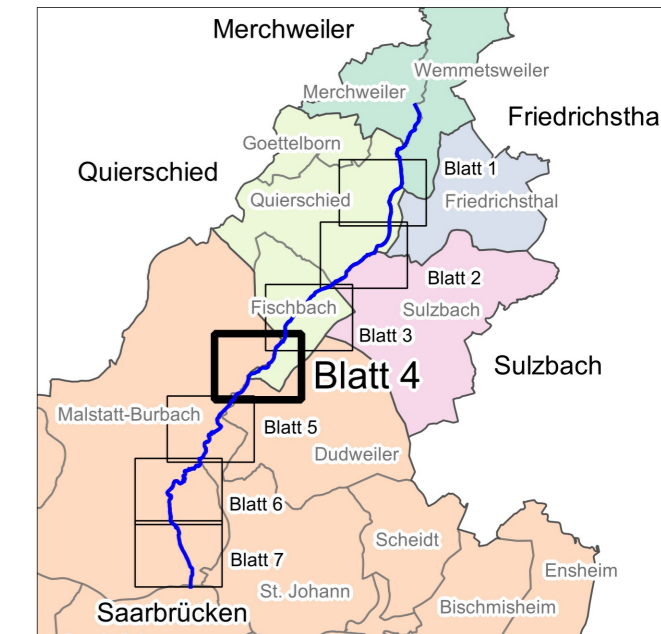 Merchweiler
Wemmetsweiler
Merchweiler
Friedrichstha
Goettelborn
Quierschied
Blatt 1
Quierschied
Friedrichsthal
Blatt 2
Fischbach
Sulzbach
Blatt 3
Sulzbach
Blatt 4
Malstatt-Burbach
Blatt 5
Dudweiler
Blatt 6
Scheidt
Blatt 7
Ensheim
St. Johann
Bischmisheim
Saarbrücken